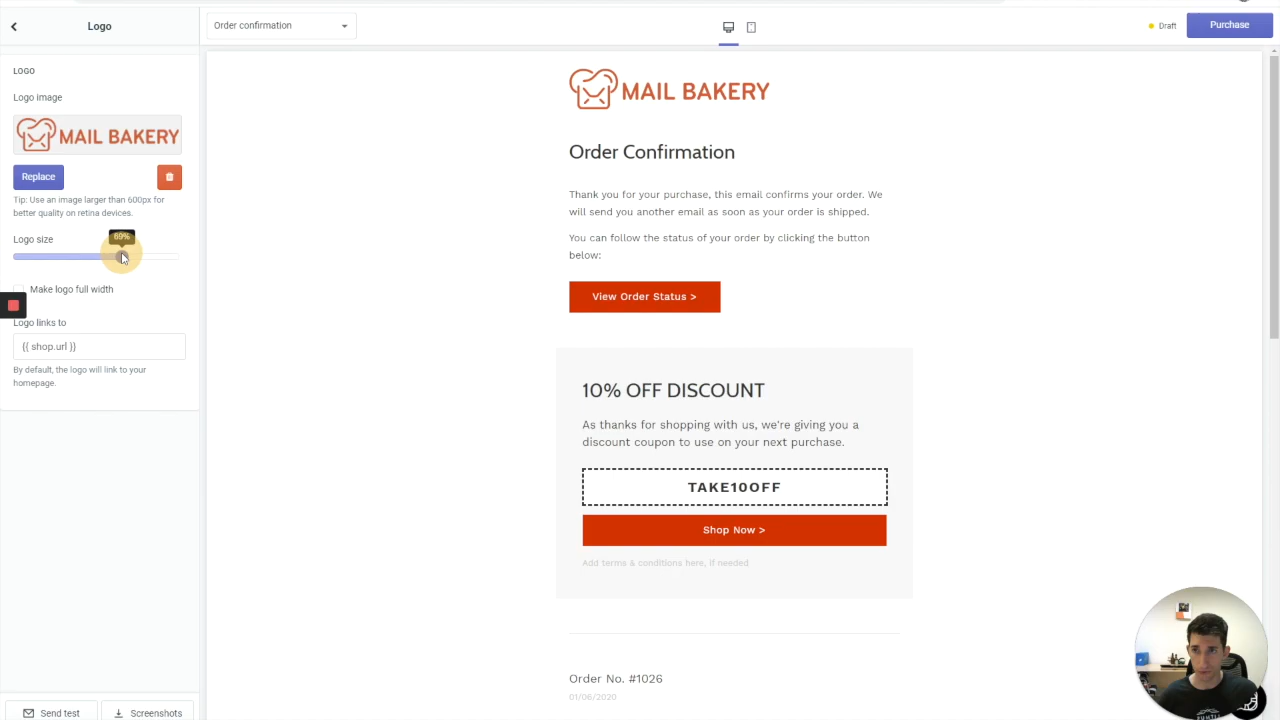 Logo
Order confirmation
Draft
Purchase
LOGO
Logo image
MAIL BAKERY
Replace
Tip: Use an image larger than 600px for
better quality on retina devices.
Logo size
Make logo full width
Logo links to
{{ shop.url }}
By default, the logo will link to your
homepage.
Send test
Screenshots
MAIL BAKERY
Order Confirmation
Thank you for your purchase, this email confirms your order. We
will send you another email as soon as your order is shipped.
You can follow the status of your order by clicking the button
below:
View Order Status >
10% OFF DISCOUNT
As thanks for shopping with us, we're giving you a
discount coupon to use on your next purchase.
TAKE10OFF
Shop Now >
Add terms & conditions here, if needed
Order No. #1026
01/06/2020